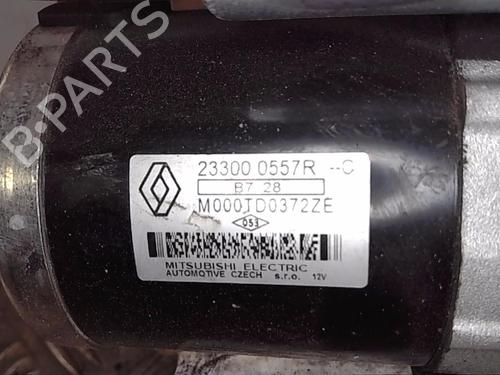 B-PARTS
23300 0557R --C
B7 28
M000TD0372ZE
053
MITSUBISHI ELECTRIC
AUTOMOTIVE CZECH s.r.o. 12V